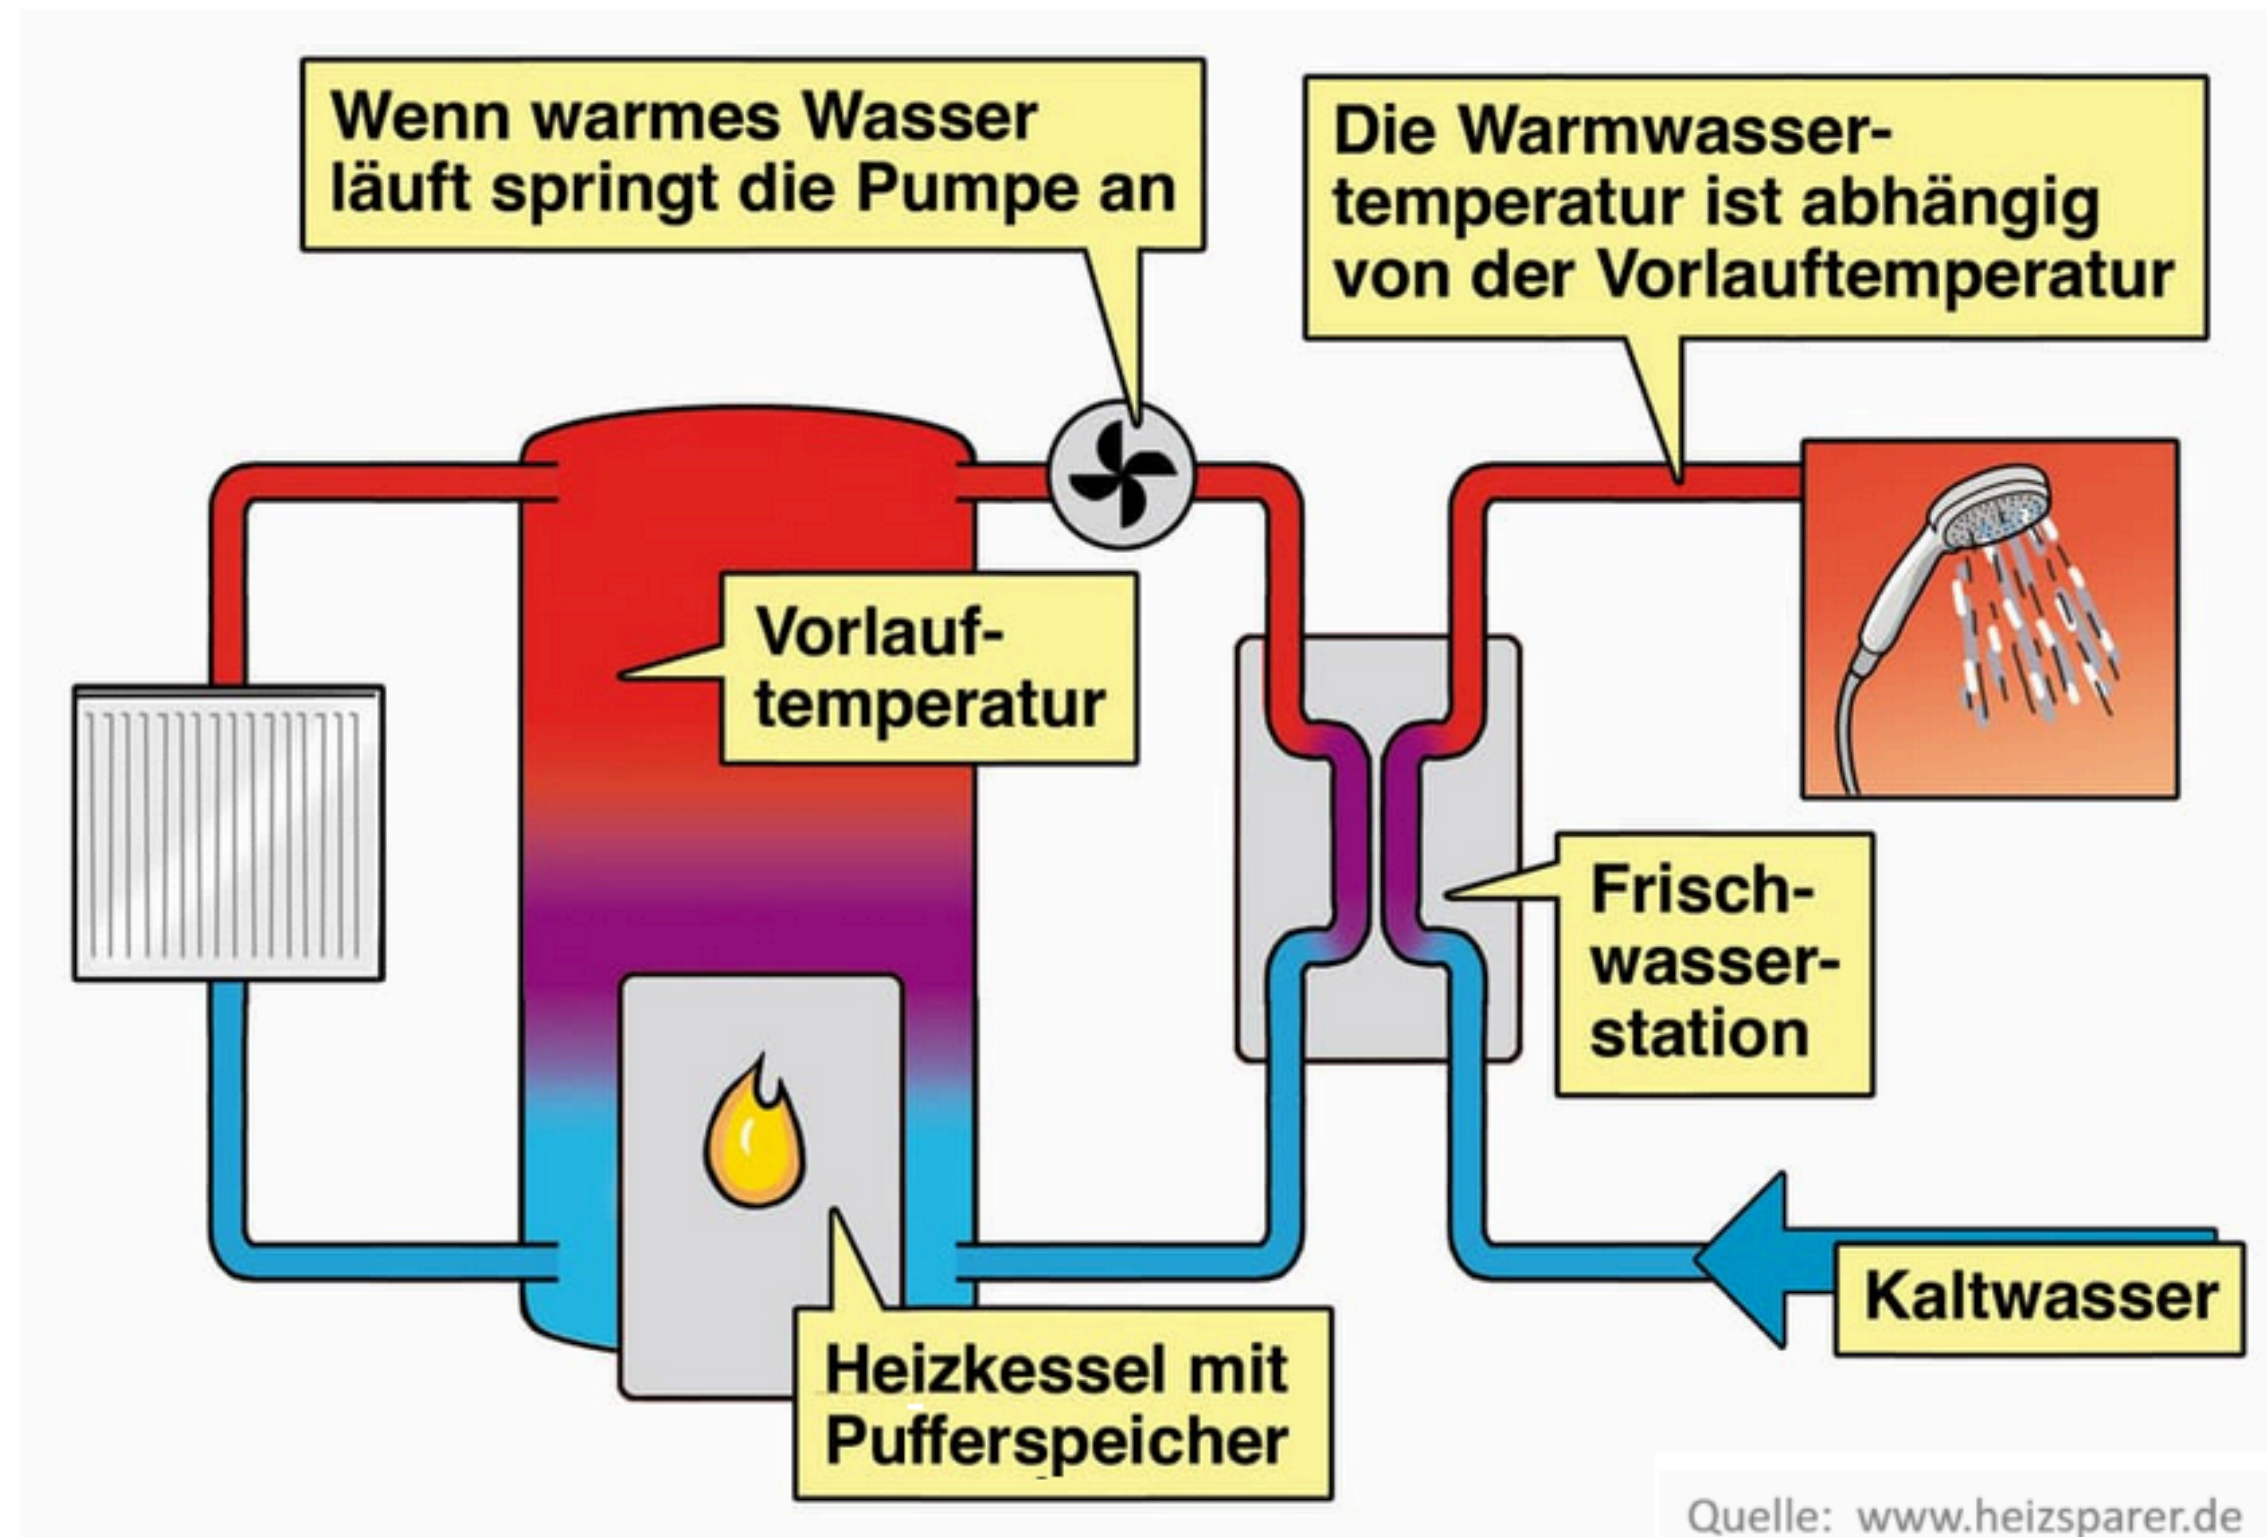 Wenn warmes Wasser
läuft springt die Pumpe an
Die Warmwasser-
temperatur ist abhängig
von der Vorlauftemperatur
Vorlauf-
temperatur
Frisch-
wasser-
station
Kaltwasser
Heizkessel mit
Pufferspeicher
Quelle: www.heizsparer.de